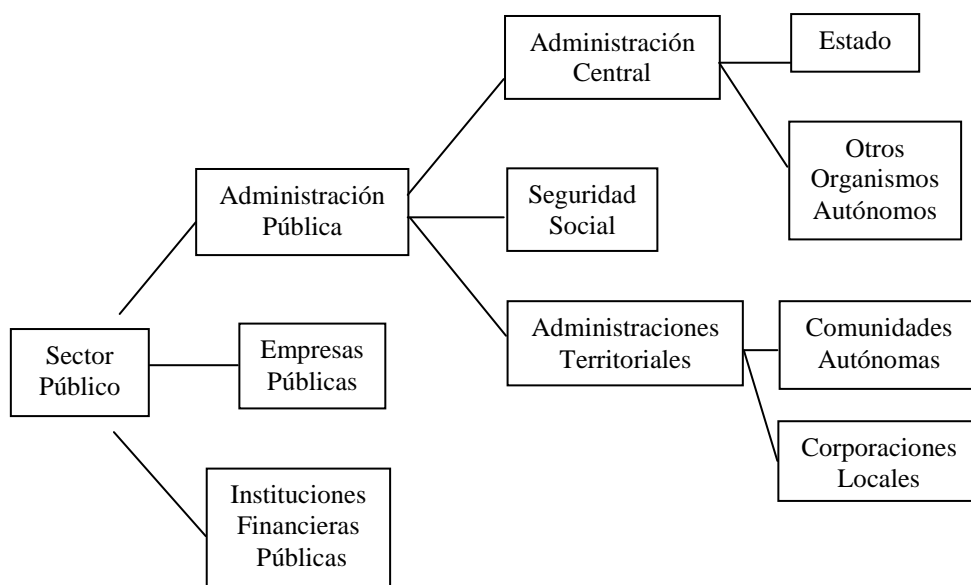 Administración
Central
Estado
Otros
Organismos
Autónomos
Administración
Pública
Seguridad
Social
Sector
Público
Empresas
Públicas
Administraciones
Territoriales
Comunidades
Autónomas
Corporaciones
Locales
Instituciones
Financieras
Públicas